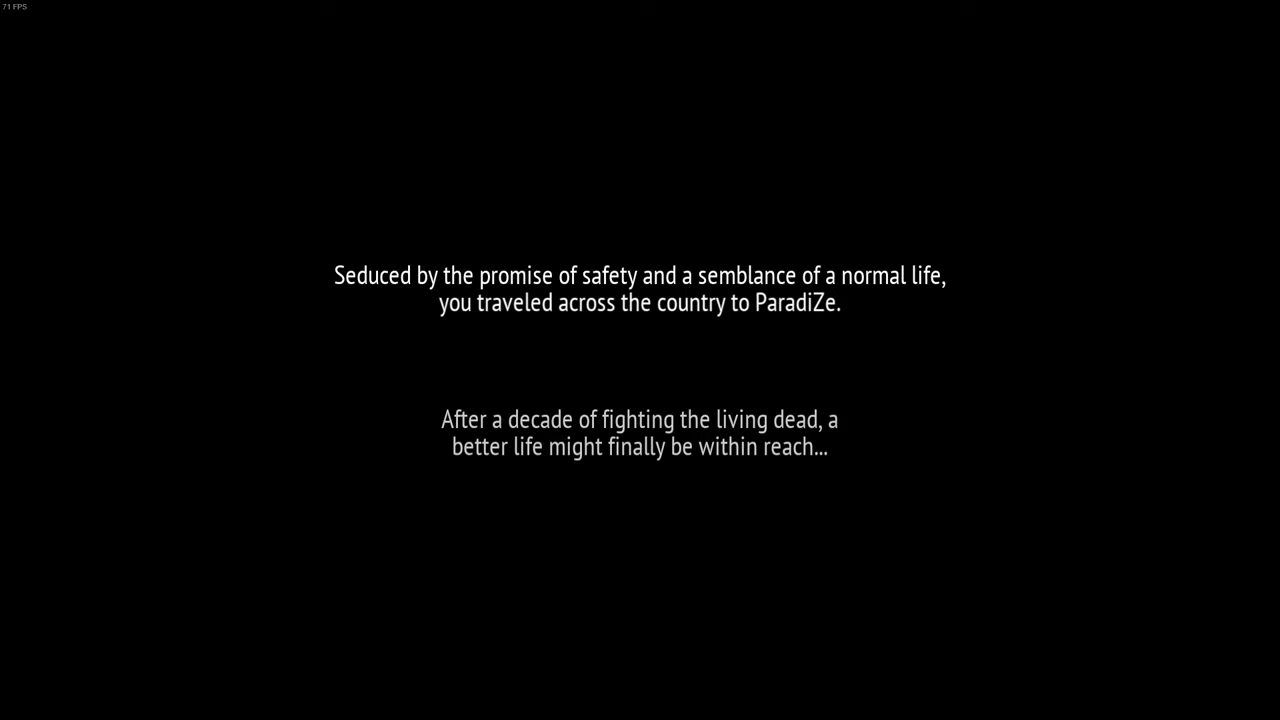 71 FPS
Seduced by the promise of safety and a semblance of a normal life,
you traveled across the country to ParadiZe.
After a decade of fighting the living dead, a
better life might finally be within reach...